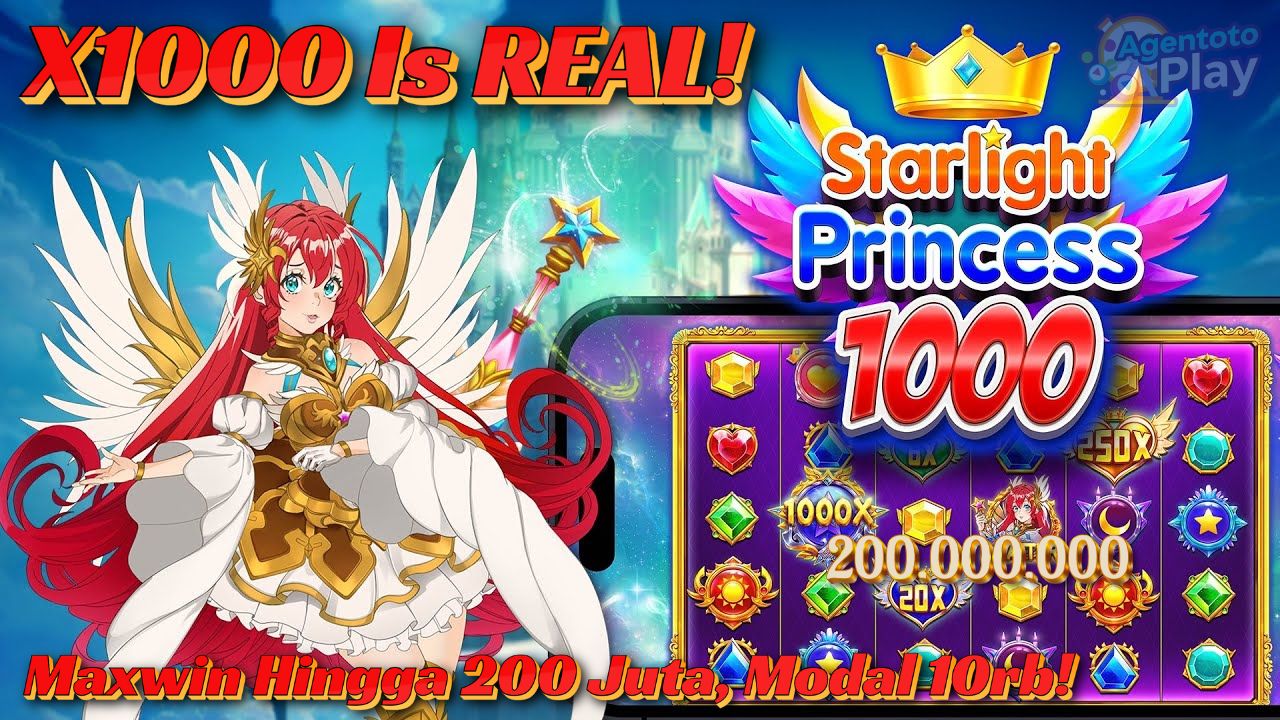 X1000 Is REAL!
Agentoto
Play
Starlight
Princess
1000
6X
250X
1000X
200.000.000
20X
Maxwin Hingga 200 Juta, Modal 10rb!